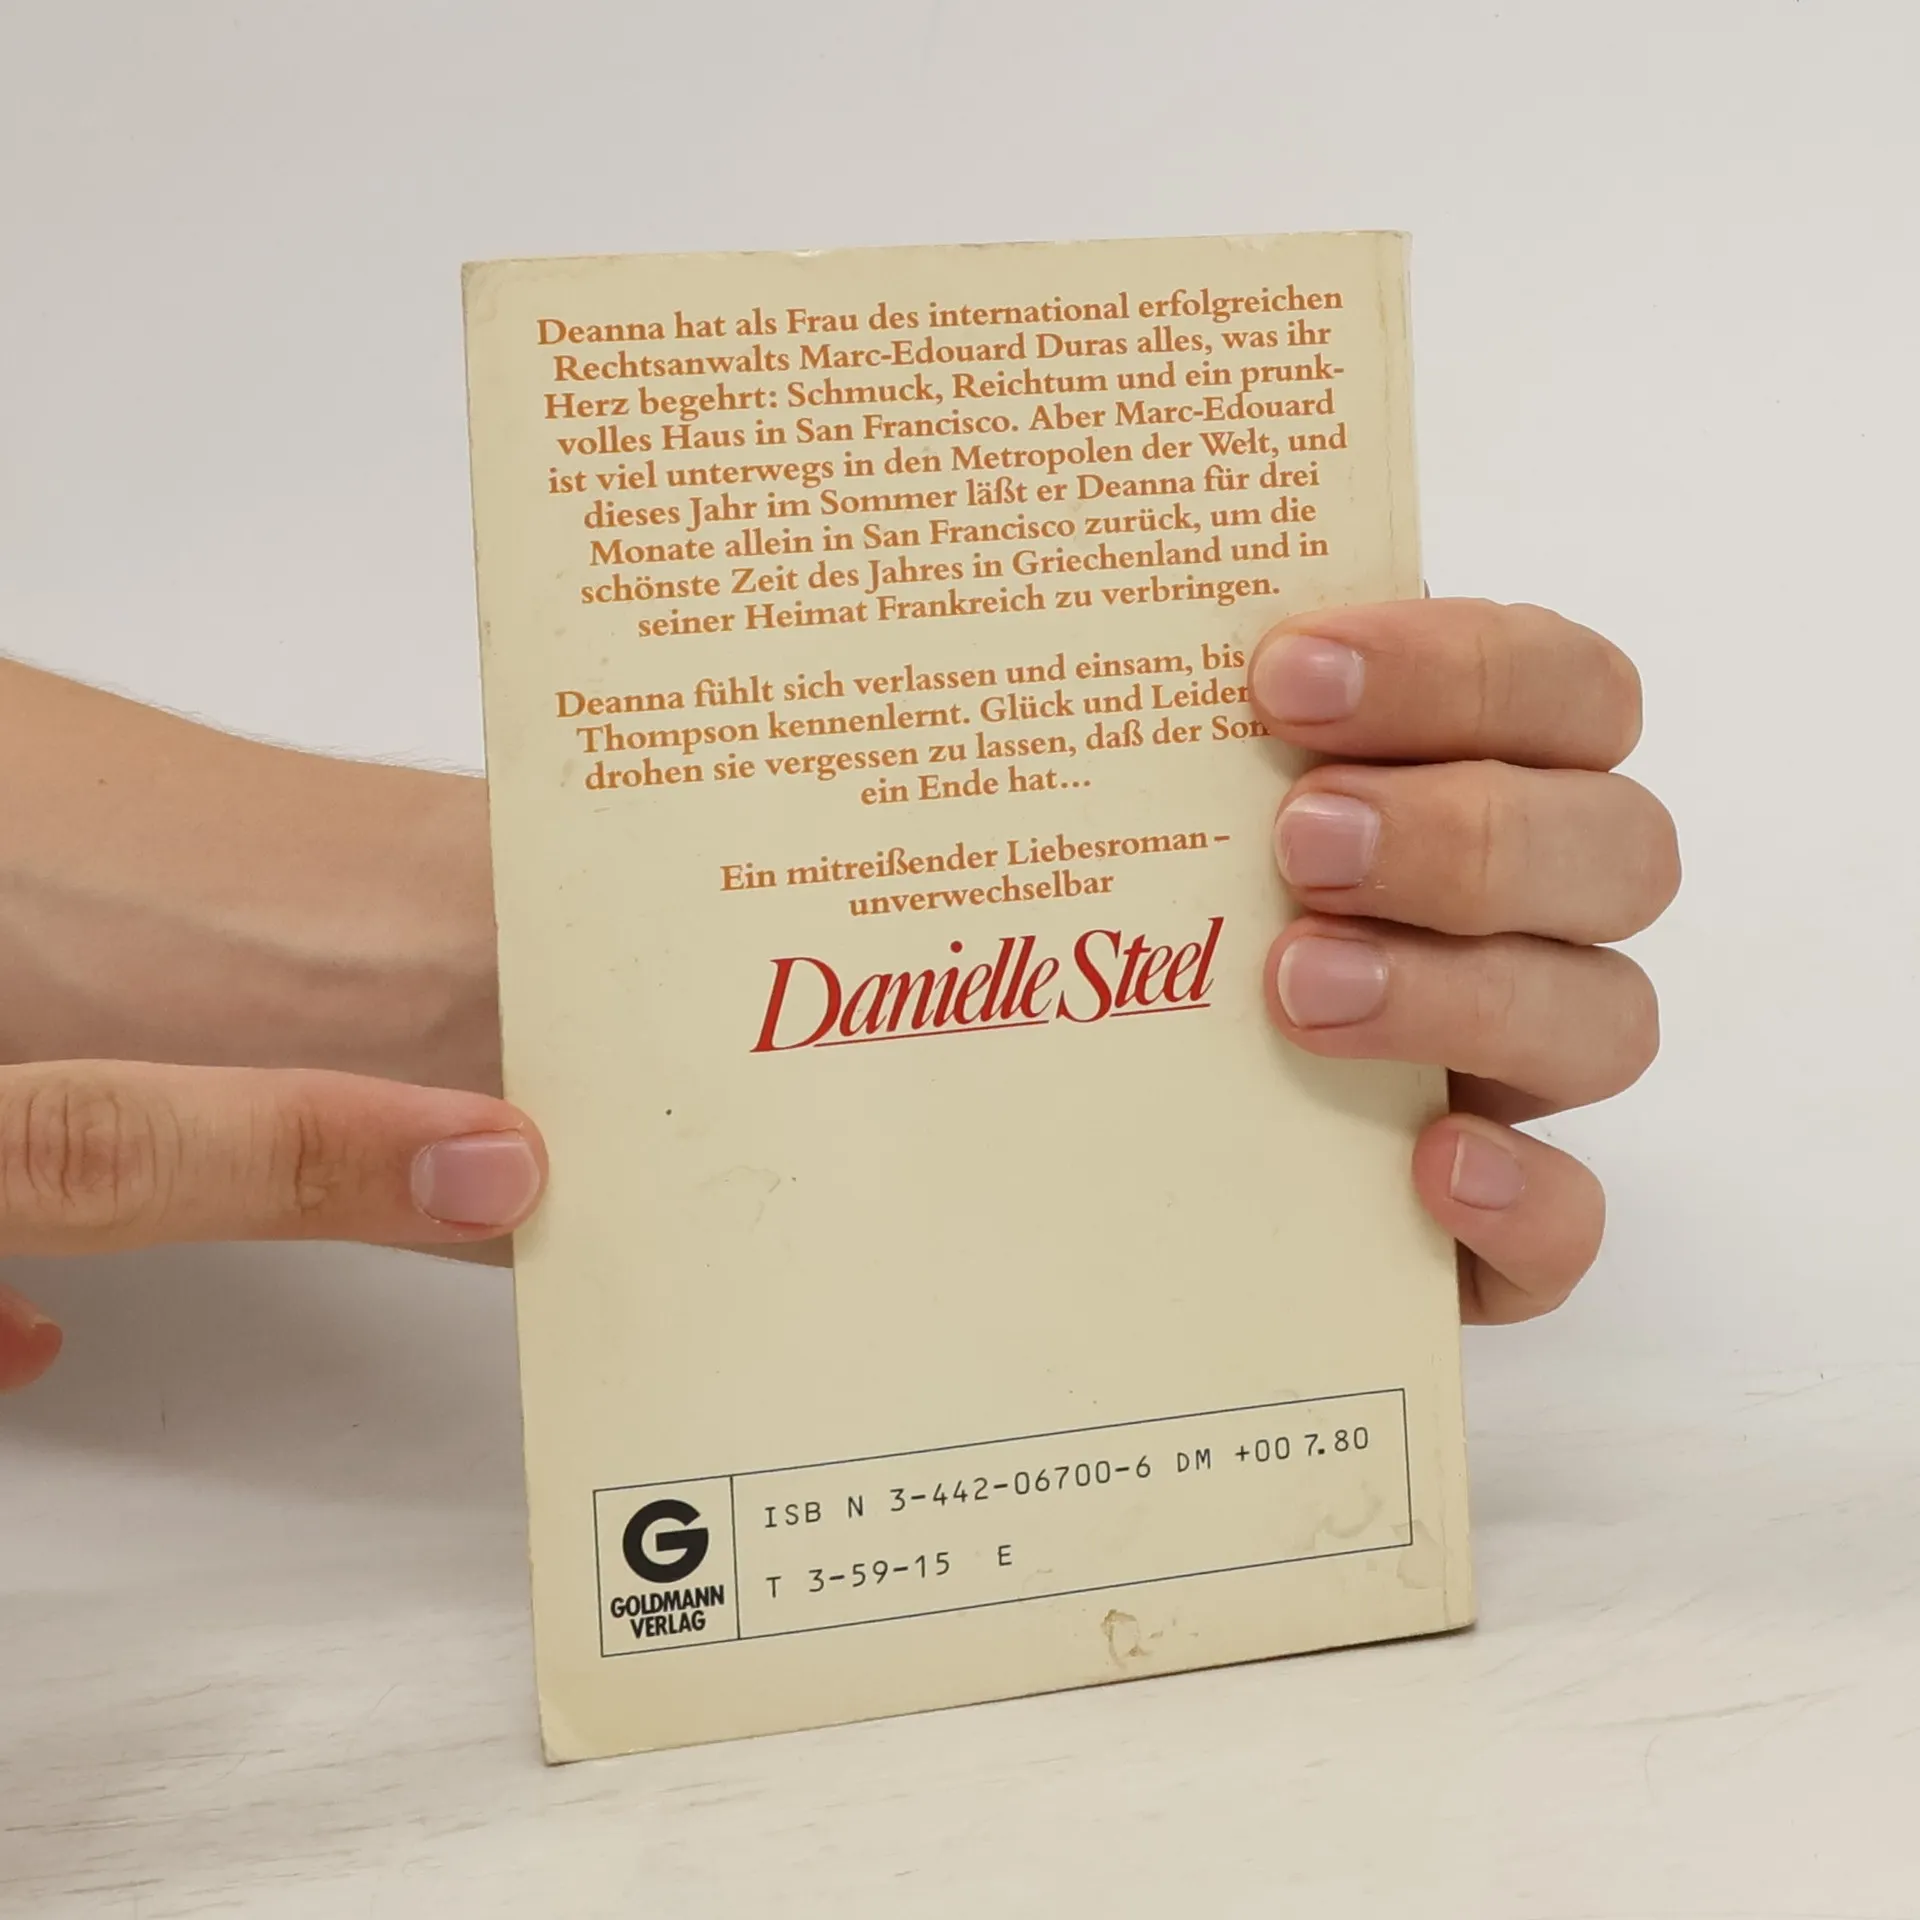 Deanna hat als Frau des international erfolgreichen
Rechtsanwalts Marc-Edouard Duras alles, was ihr
Herz begehrt: Schmuck, Reichtum und ein prunk-
volles Haus in San Francisco. Aber Marc-Edouard
ist viel unterwegs in den Metropolen der Welt, und
dieses Jahr im Sommer läßt er Deanna für drei
Monate allein in San Francisco zurück, um die
schönste Zeit des Jahres in Griechenland und in
seiner Heimat Frankreich zu verbringen.
Deanna fühlt sich verlassen und einsam, bis
Thompson kennenlernt. Glück und
drohen sie vergessen zu lassen, daß der
ein Ende hat...
Ein mitreißender Liebesroman –
unverwechselbar
Danielle Steel
ISB N 3-442-06700-6 DM +00 7.80
T 3-59-15 E
GOLDMANN
VERLAG